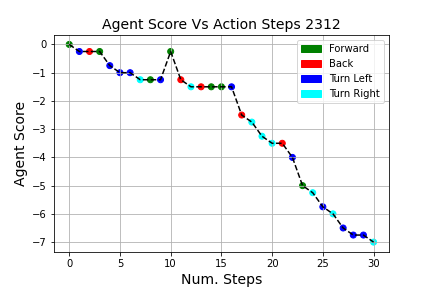 Agent Score Vs Action Steps 2312
Forward
Back
Turn Left
Turn Right
Agent Score
0
−1
−2
−3
−4
−5
−6
−7
0 5 10 15 20 25 30
Num. Steps